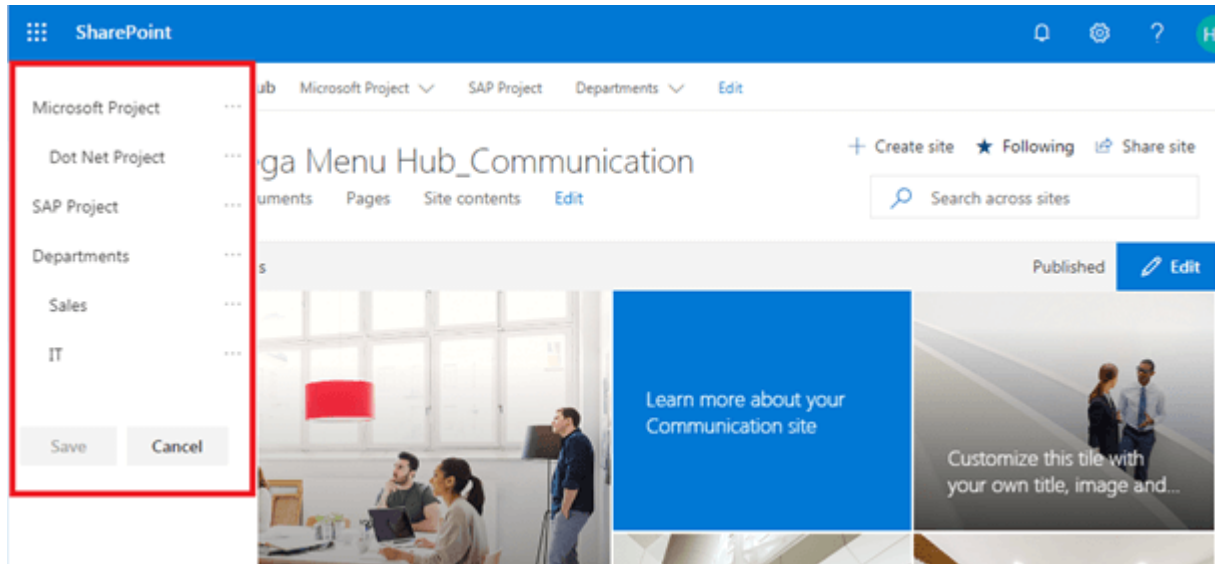 SharePoint
?
H
Microsoft Project
Dot Net Project
SAP Project
Departments
Sales
IT
Save Cancel
ub Microsoft Project SAP Project Departments Edit
ga Menu Hub_Communication
uments Pages Site contents Edit
Create site Following Share site
Search across sites
s
Published Edit
Learn more about your
Communication site
Customize this tile with
your own title, image and...